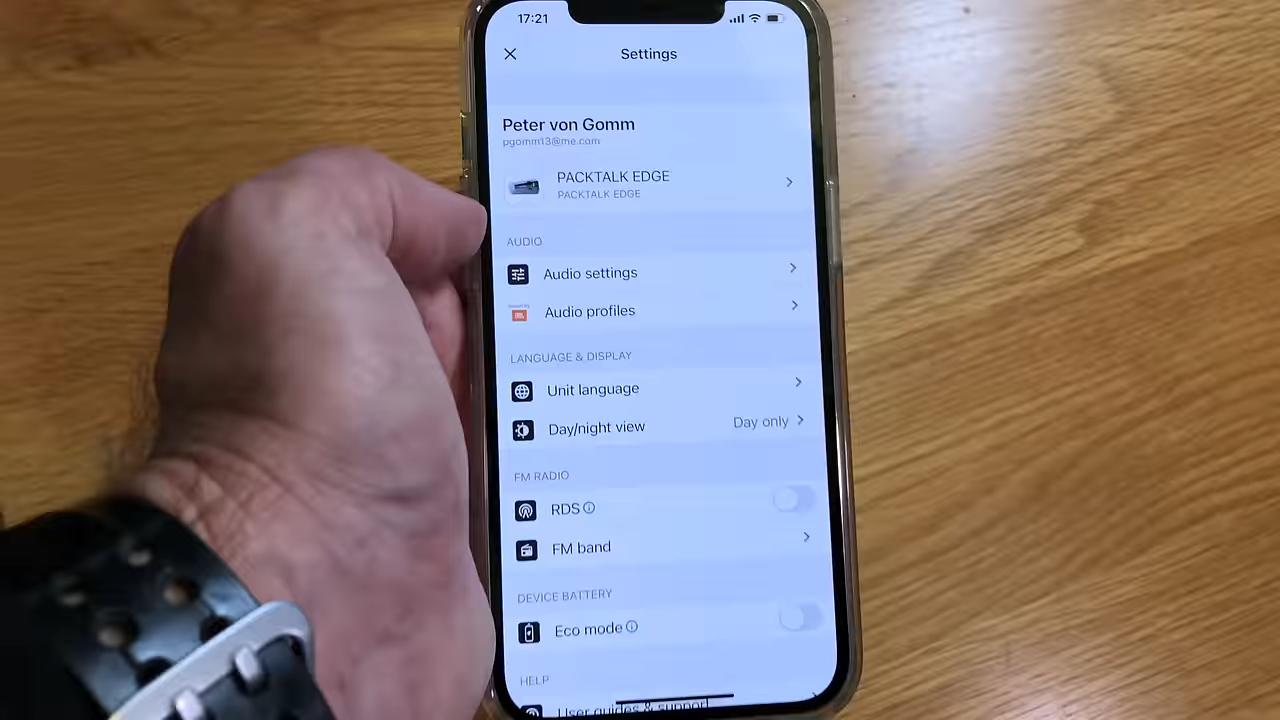 17:21
Settings
Peter von Gomm
pgomm13@me.com
PACKTALK EDGE
PACKTALK EDGE
AUDIO
Audio settings
JBL
Audio profiles
LANGUAGE & DISPLAY
Unit language
Day/night view Day only
FM RADIO
RDS
FM band
DEVICE BATTERY
Eco mode
HELP
User guides & support